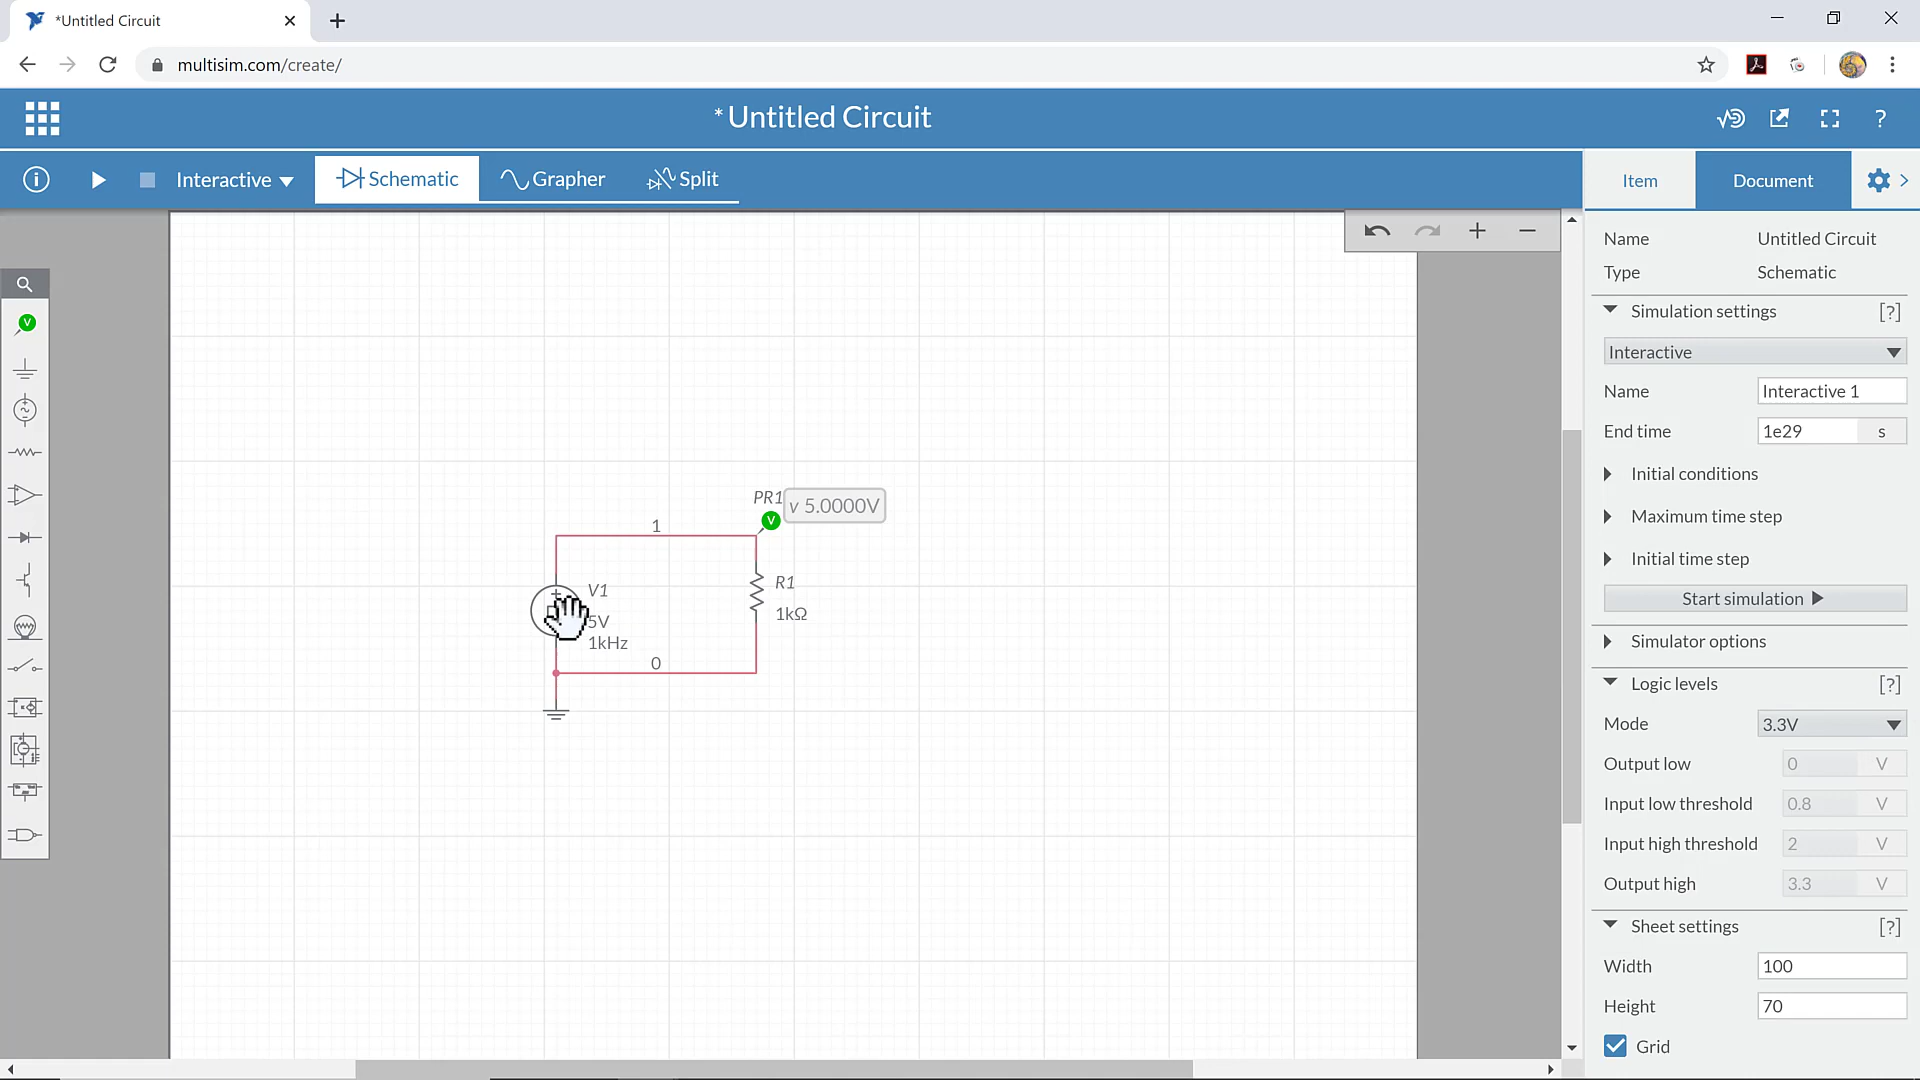 *Untitled Circuit
multisim.com/create/
* Untitled Circuit
?
Interactive
Schematic
Grapher
Split
Item
Document
Name Untitled Circuit
Type Schematic
Simulation settings [?]
Interactive
Name Interactive 1
End time 1e29 s
Initial conditions
Maximum time step
Initial time step
Start simulation
Simulator options
Logic levels [?]
Mode 3.3V
Output low 0 V
Input low threshold 0.8 V
Input high threshold 2 V
Output high 3.3 V
Sheet settings [?]
Width 100
Height 70
Grid
V
PR1
v 5.0000V
V
1
V1
5V
1kHz
R1
1kΩ
0